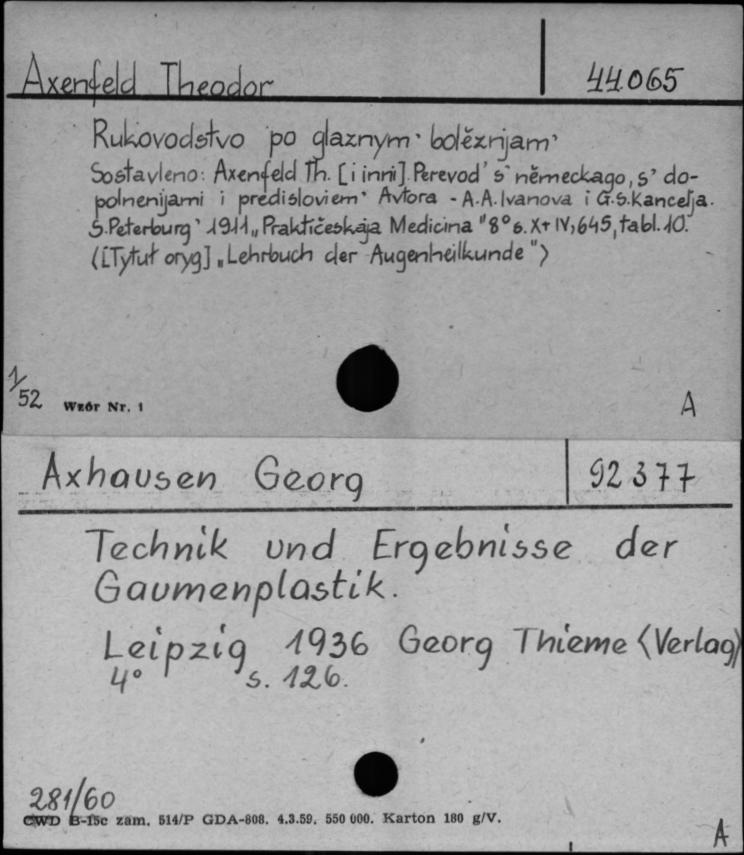 Axenfeld Theodor 44065
Rukovodstvo po glaznym' bolěznjam'
Sostavleno: Axenfeld Th. [i inni]. Perevod' s' německago, s' do-
polnenijami i predisloviem' Avtora - A.A. Ivanova i G.S. Kancelja.
S. Peterburg' 1911 „Praktičeskaja Medicina" 8° s. X+IV, 645, tabl. 10.
([Tytuł oryg] „Lehrbuch der Augenheilkunde")
1/52 Wzór Nr. 1 A
Axhausen Georg 92377
Technik und Ergebnisse der
Gaumenplastik.
Leipzig 1936 Georg Thieme (Verlag)
4° s. 126.
281/60
CWD B-15c zam. 514/P GDA-808. 4.3.59. 550 000. Karton 180 g/V.
A